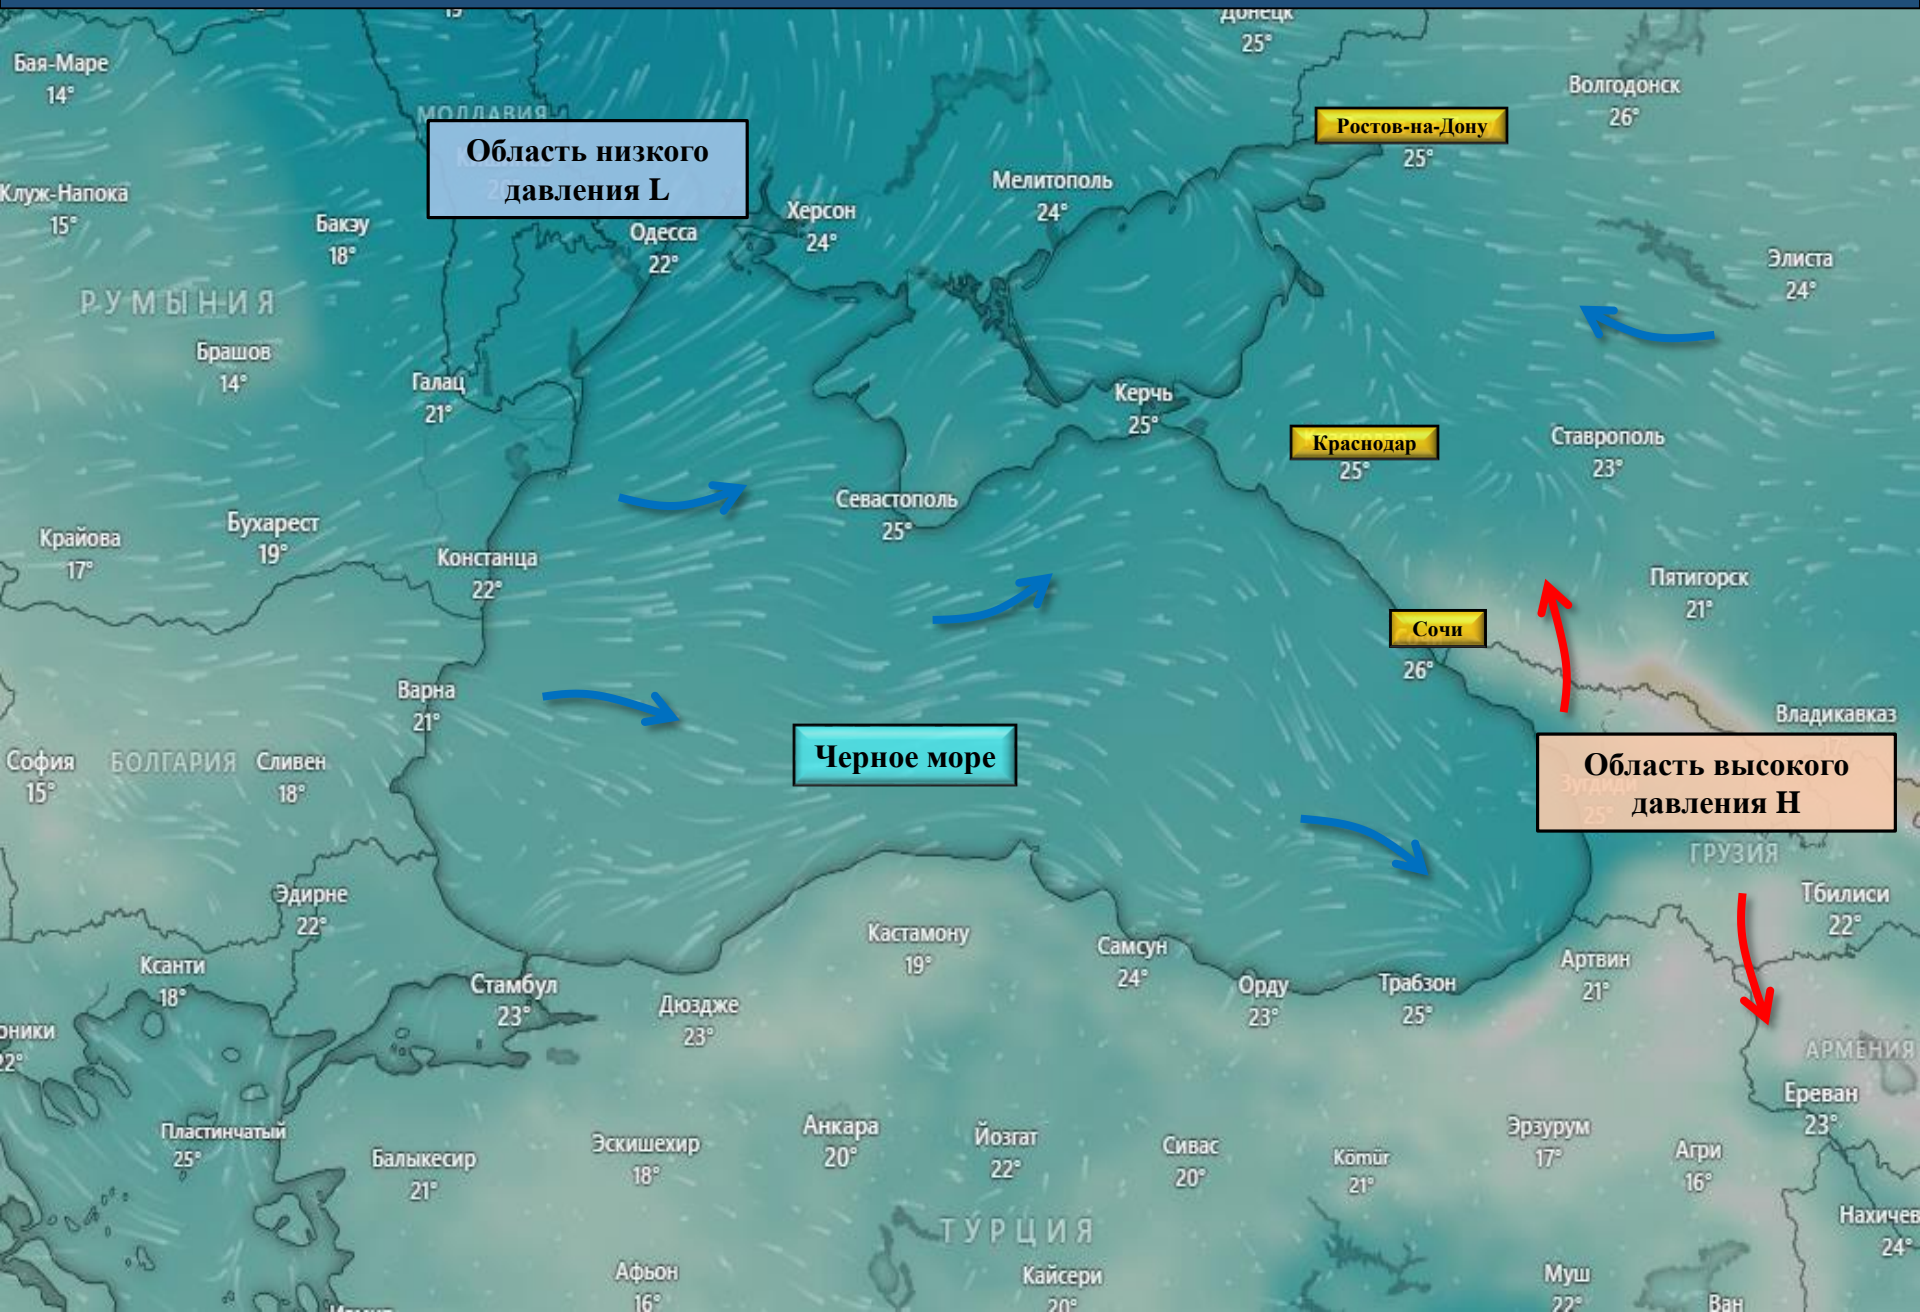 19
Донецк
25°
Бая-Маре
14°
Волгодонск
26°
МОЛДАВИЯ
Область низкого
давления L
Ростов-на-Дону
25°
Клуж-Напока
15°
Бакэу
18°
Одесса
22°
Херсон
24°
Мелитополь
24°
Элиста
24°
РУМЫНИЯ
Брашов
14°
Галац
21°
Керчь
25°
Краснодар
25°
Ставрополь
23°
Севастополь
25°
Крайова
17°
Бухарест
19°
Констанца
22°
Пятигорск
21°
Сочи
26°
Варна
21°
Владикавказ
Черное море
Область высокого
давления H
Зугдиди
25°
София
15°
БОЛГАРИЯ
Сливен
18°
ГРУЗИЯ
Тбилиси
22°
Эдирне
22°
Кастамону
19°
Самсун
24°
Артвин
21°
Ксанти
18°
Стамбул
23°
Дюздже
23°
Орду
23°
Трабзон
25°
оники
22°
АРМЕНИЯ
Ереван
23°
Пластинчатый
25°
Балыкесир
21°
Эскишехир
18°
Анкара
20°
Йозгат
22°
Сивас
20°
Kömür
21°
Эрзурум
17°
Агри
16°
Нахичев
24°
ТУРЦИЯ
Афьон
16°
Кайсери
20°
Муш
22°
Ван